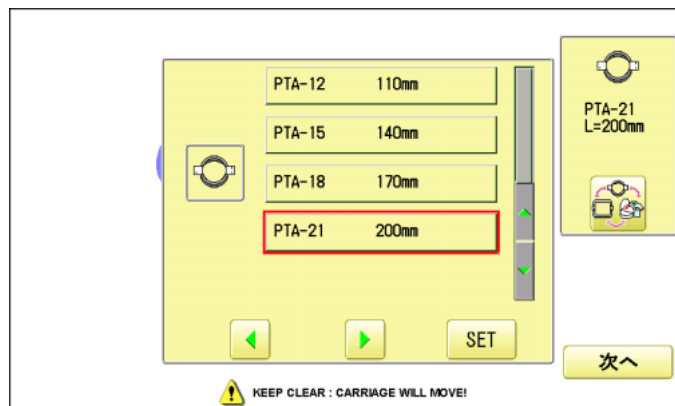 PTA-12 110mm
PTA-15 140mm
PTA-18 170mm
PTA-21 200mm
SET
PTA-21
L=200mm
次へ
KEEP CLEAR : CARRIAGE WILL MOVE!